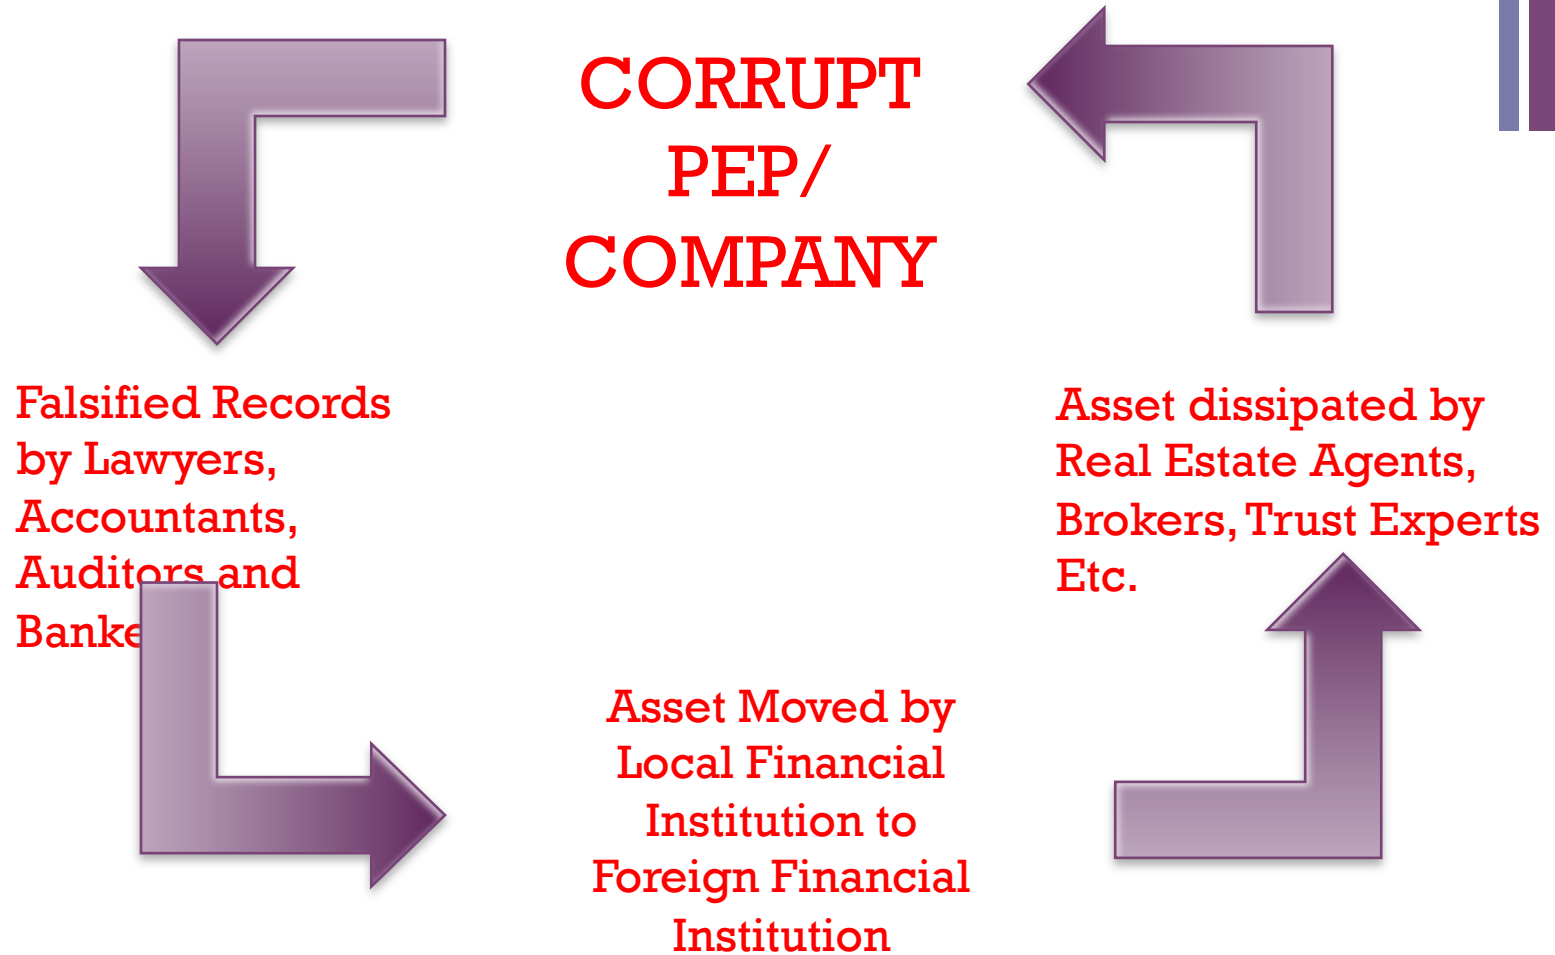 CORRUPT
PEP/
COMPANY
Falsified Records
by Lawyers,
Accountants,
Auditors and
Asset dissipated by
Real Estate Agents,
Brokers, Trust Experts
Etc.
Asset Moved by
Local Financial
Institution to
Foreign Financial
Institution